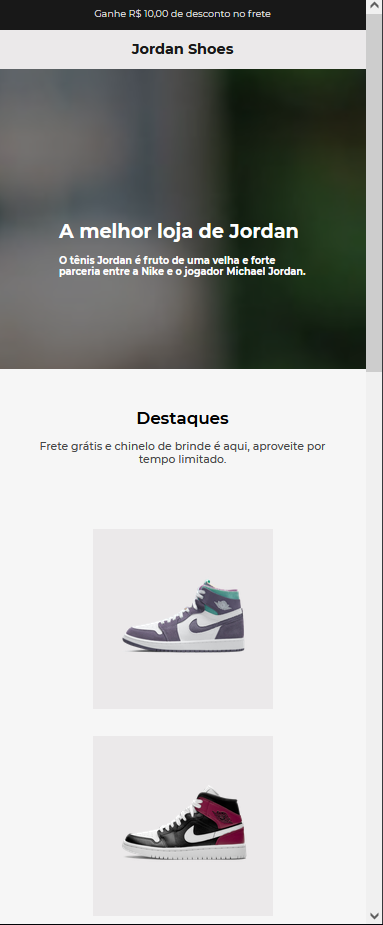 Ganhe R$ 10,00 de desconto no frete
Jordan Shoes
A melhor loja de Jordan
O tênis Jordan é fruto de uma velha e forte
parceria entre a Nike e o jogador Michael Jordan.
Destaques
Frete grátis e chinelo de brinde é aqui, aproveite por
tempo limitado.